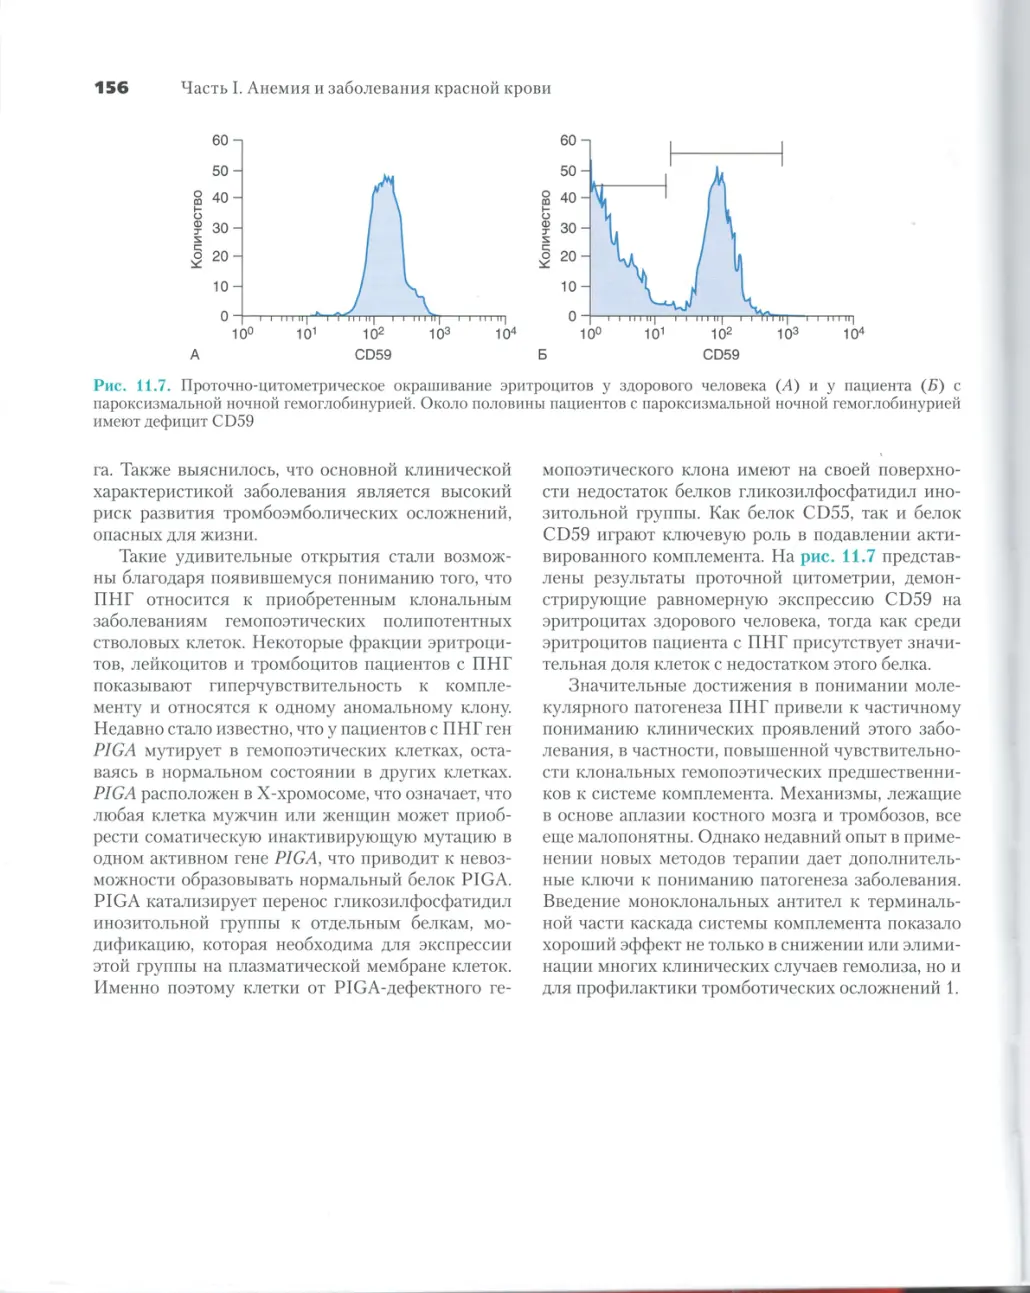 156 Часть I. Анемия и заболевания красной крови
60
50
40
30
20
10
0
Количество
10⁰ 10¹ 10² 10³ 10⁴
А CD59
60
50
40
30
20
10
0
Количество
10⁰ 10¹ 10² 10³ 10⁴
Б CD59
Рис. 11.7. Проточно-цитометрическое окрашивание эритроцитов у здорового человека (А) и у пациента (Б) с
пароксизмальной ночной гемоглобинурией. Около половины пациентов с пароксизмальной ночной гемоглобинурией
имеют дефицит CD59
га. Также выяснилось, что основной клинической
характеристикой заболевания является высокий
риск развития тромбоэмболических осложнений,
опасных для жизни.
Такие удивительные открытия стали возмож-
ны благодаря появившемуся пониманию того, что
ПНГ относится к приобретенным клональным
заболеваниям гемопоэтических полипотентных
стволовых клеток. Некоторые фракции эритроци-
тов, лейкоцитов и тромбоцитов пациентов с ПНГ
показывают гиперчувствительность к компле-
менту и относятся к одному аномальному клону.
Недавно стало известно, что у пациентов с ПНГ ген
PIGA мутирует в гемопоэтических клетках, оста-
ваясь в нормальном состоянии в других клетках.
PIGA расположен в X-хромосоме, что означает, что
любая клетка мужчин или женщин может приоб-
рести соматическую инактивирующую мутацию в
одном активном гене PIGA, что приводит к невоз-
можности образовывать нормальный белок PIGA.
PIGA катализирует перенос гликозилфосфатидил
инозитольной группы к отдельным белкам, мо-
дификацию, которая необходима для экспрессии
этой группы на плазматической мембране клеток.
Именно поэтому клетки от PIGA-дефектного ге-
мопоэтического клона имеют на своей поверхно-
сти недостаток белков гликозилфосфатидил ино-
зитольной группы. Как белок CD55, так и белок
CD59 играют ключевую роль в подавлении акти-
вированного комплемента. На рис. 11.7 представ-
лены результаты проточной цитометрии, демон-
стрирующие равномерную экспрессию CD59 на
эритроцитах здорового человека, тогда как среди
эритроцитов пациента с ПНГ присутствует значи-
тельная доля клеток с недостатком этого белка.
Значительные достижения в понимании моле-
кулярного патогенеза ПНГ привели к частичному
пониманию клинических проявлений этого забо-
левания, в частности, повышенной чувствительно-
сти клональных гемопоэтических предшественни-
ков к системе комплемента. Механизмы, лежащие
в основе аплазии костного мозга и тромбозов, все
еще малопонятны. Однако недавний опыт в приме-
нении новых методов терапии дает дополнитель-
ные ключи к пониманию патогенеза заболевания.
Введение моноклональных антител к терминаль-
ной части каскада системы комплемента показало
хороший эффект не только в снижении или элими-
нации многих клинических случаев гемолиза, но и
для профилактики тромботических осложнений 1.